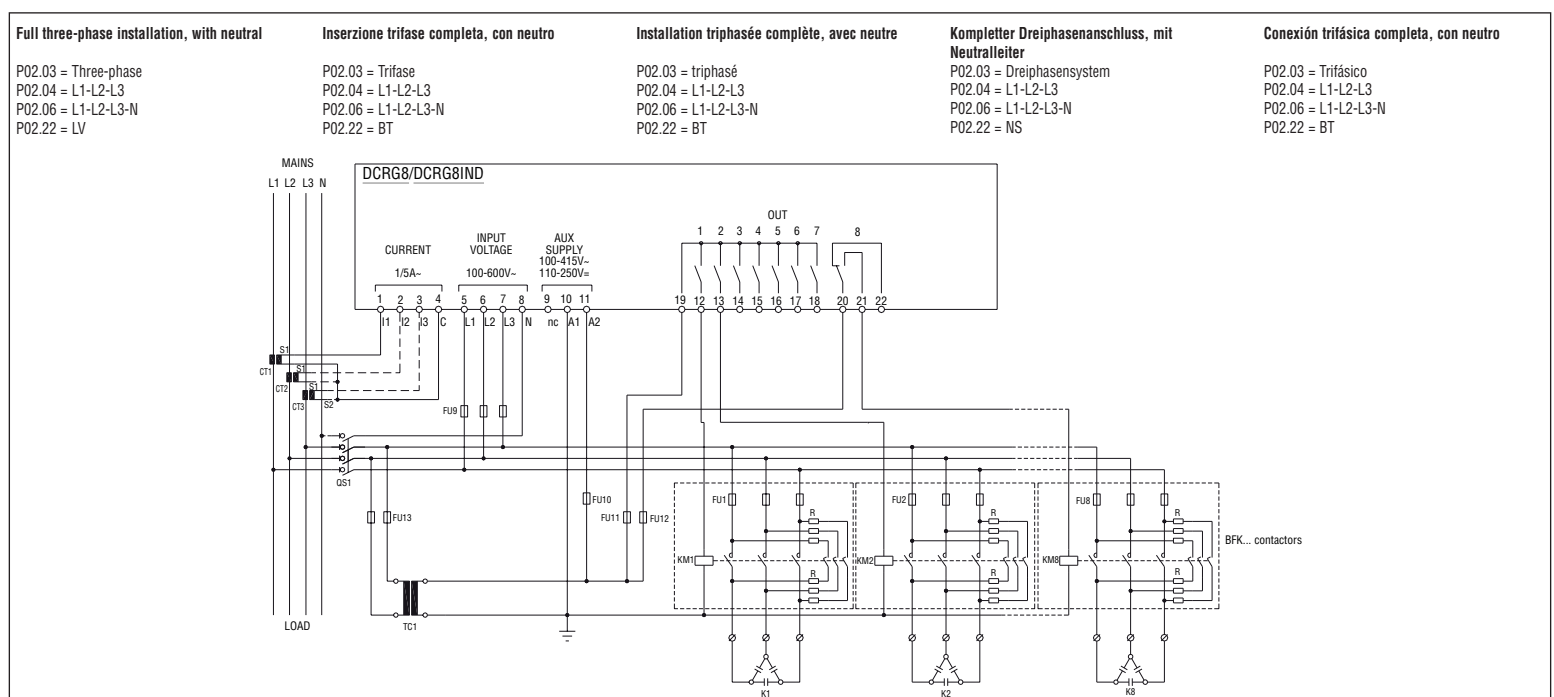 Full three-phase installation, with neutral
P02.03 = Three-phase
P02.04 = L1-L2-L3
P02.06 = L1-L2-L3-N
P02.22 = LV
Inserzione trifase completa, con neutro
P02.03 = Trifase
P02.04 = L1-L2-L3
P02.06 = L1-L2-L3-N
P02.22 = BT
Installation triphasée complète, avec neutre
P02.03 = triphasé
P02.04 = L1-L2-L3
P02.06 = L1-L2-L3-N
P02.22 = BT
Kompletter Dreiphasenanschluss, mit
Neutralleiter
P02.03 = Dreiphasensystem
P02.04 = L1-L2-L3
P02.06 = L1-L2-L3-N
P02.22 = NS
Conexión trifásica completa, con neutro
P02.03 = Trifásico
P02.04 = L1-L2-L3
P02.06 = L1-L2-L3-N
P02.22 = BT
MAINS
L1 L2 L3 N
DCRG8/DCRG8IND
OUT
1 2 3 4 5 6 7 8
CURRENT
1/5A~
INPUT
VOLTAGE
100-600V~
AUX
SUPPLY
100-415V~
110-250V=
1 2 3 4 5 6 7 8 9 10 11 19 12 13 14 15 16 17 18 20 21 22
I1 I2 I3 C L1 L2 L3 N nc A1 A2
S1
CT1
S1
CT2
S1
CT3 S2
FU9
QS1
FU13
FU10
FU11
FU12
FU1
FU2
FU8
R
R
R
BFK... contactors
KM1
KM2
KM8
R
R
R
TC1
LOAD
K1
K2
K8